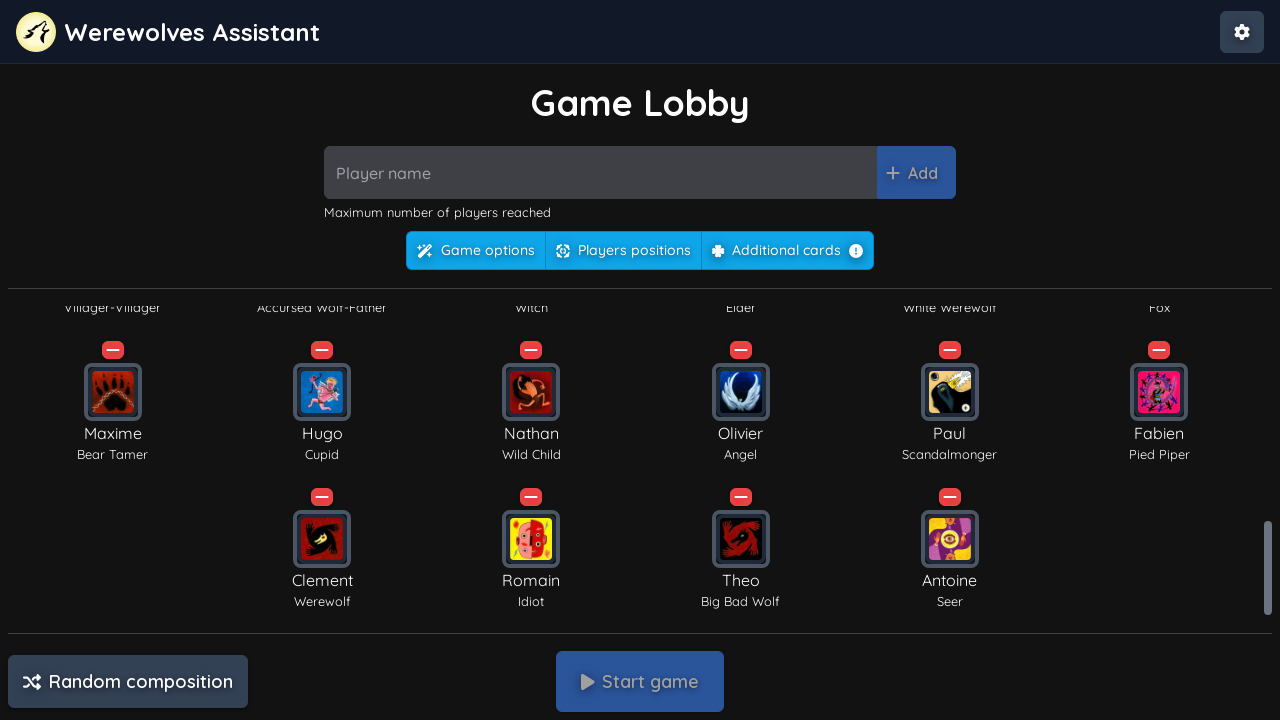 Werewolves Assistant
Game Lobby
Player name
Add
Maximum number of players reached
Game options
Players positions
Additional cards
Villager-Villager
Accursed Wolf-Father
Witch
Elder
White Werewolf
Fox
Maxime
Bear Tamer
Hugo
Cupid
Nathan
Wild Child
Olivier
Angel
Paul
Scandalmonger
Fabien
Pied Piper
Clement
Werewolf
Romain
Idiot
Theo
Big Bad Wolf
Antoine
Seer
Random composition
Start game